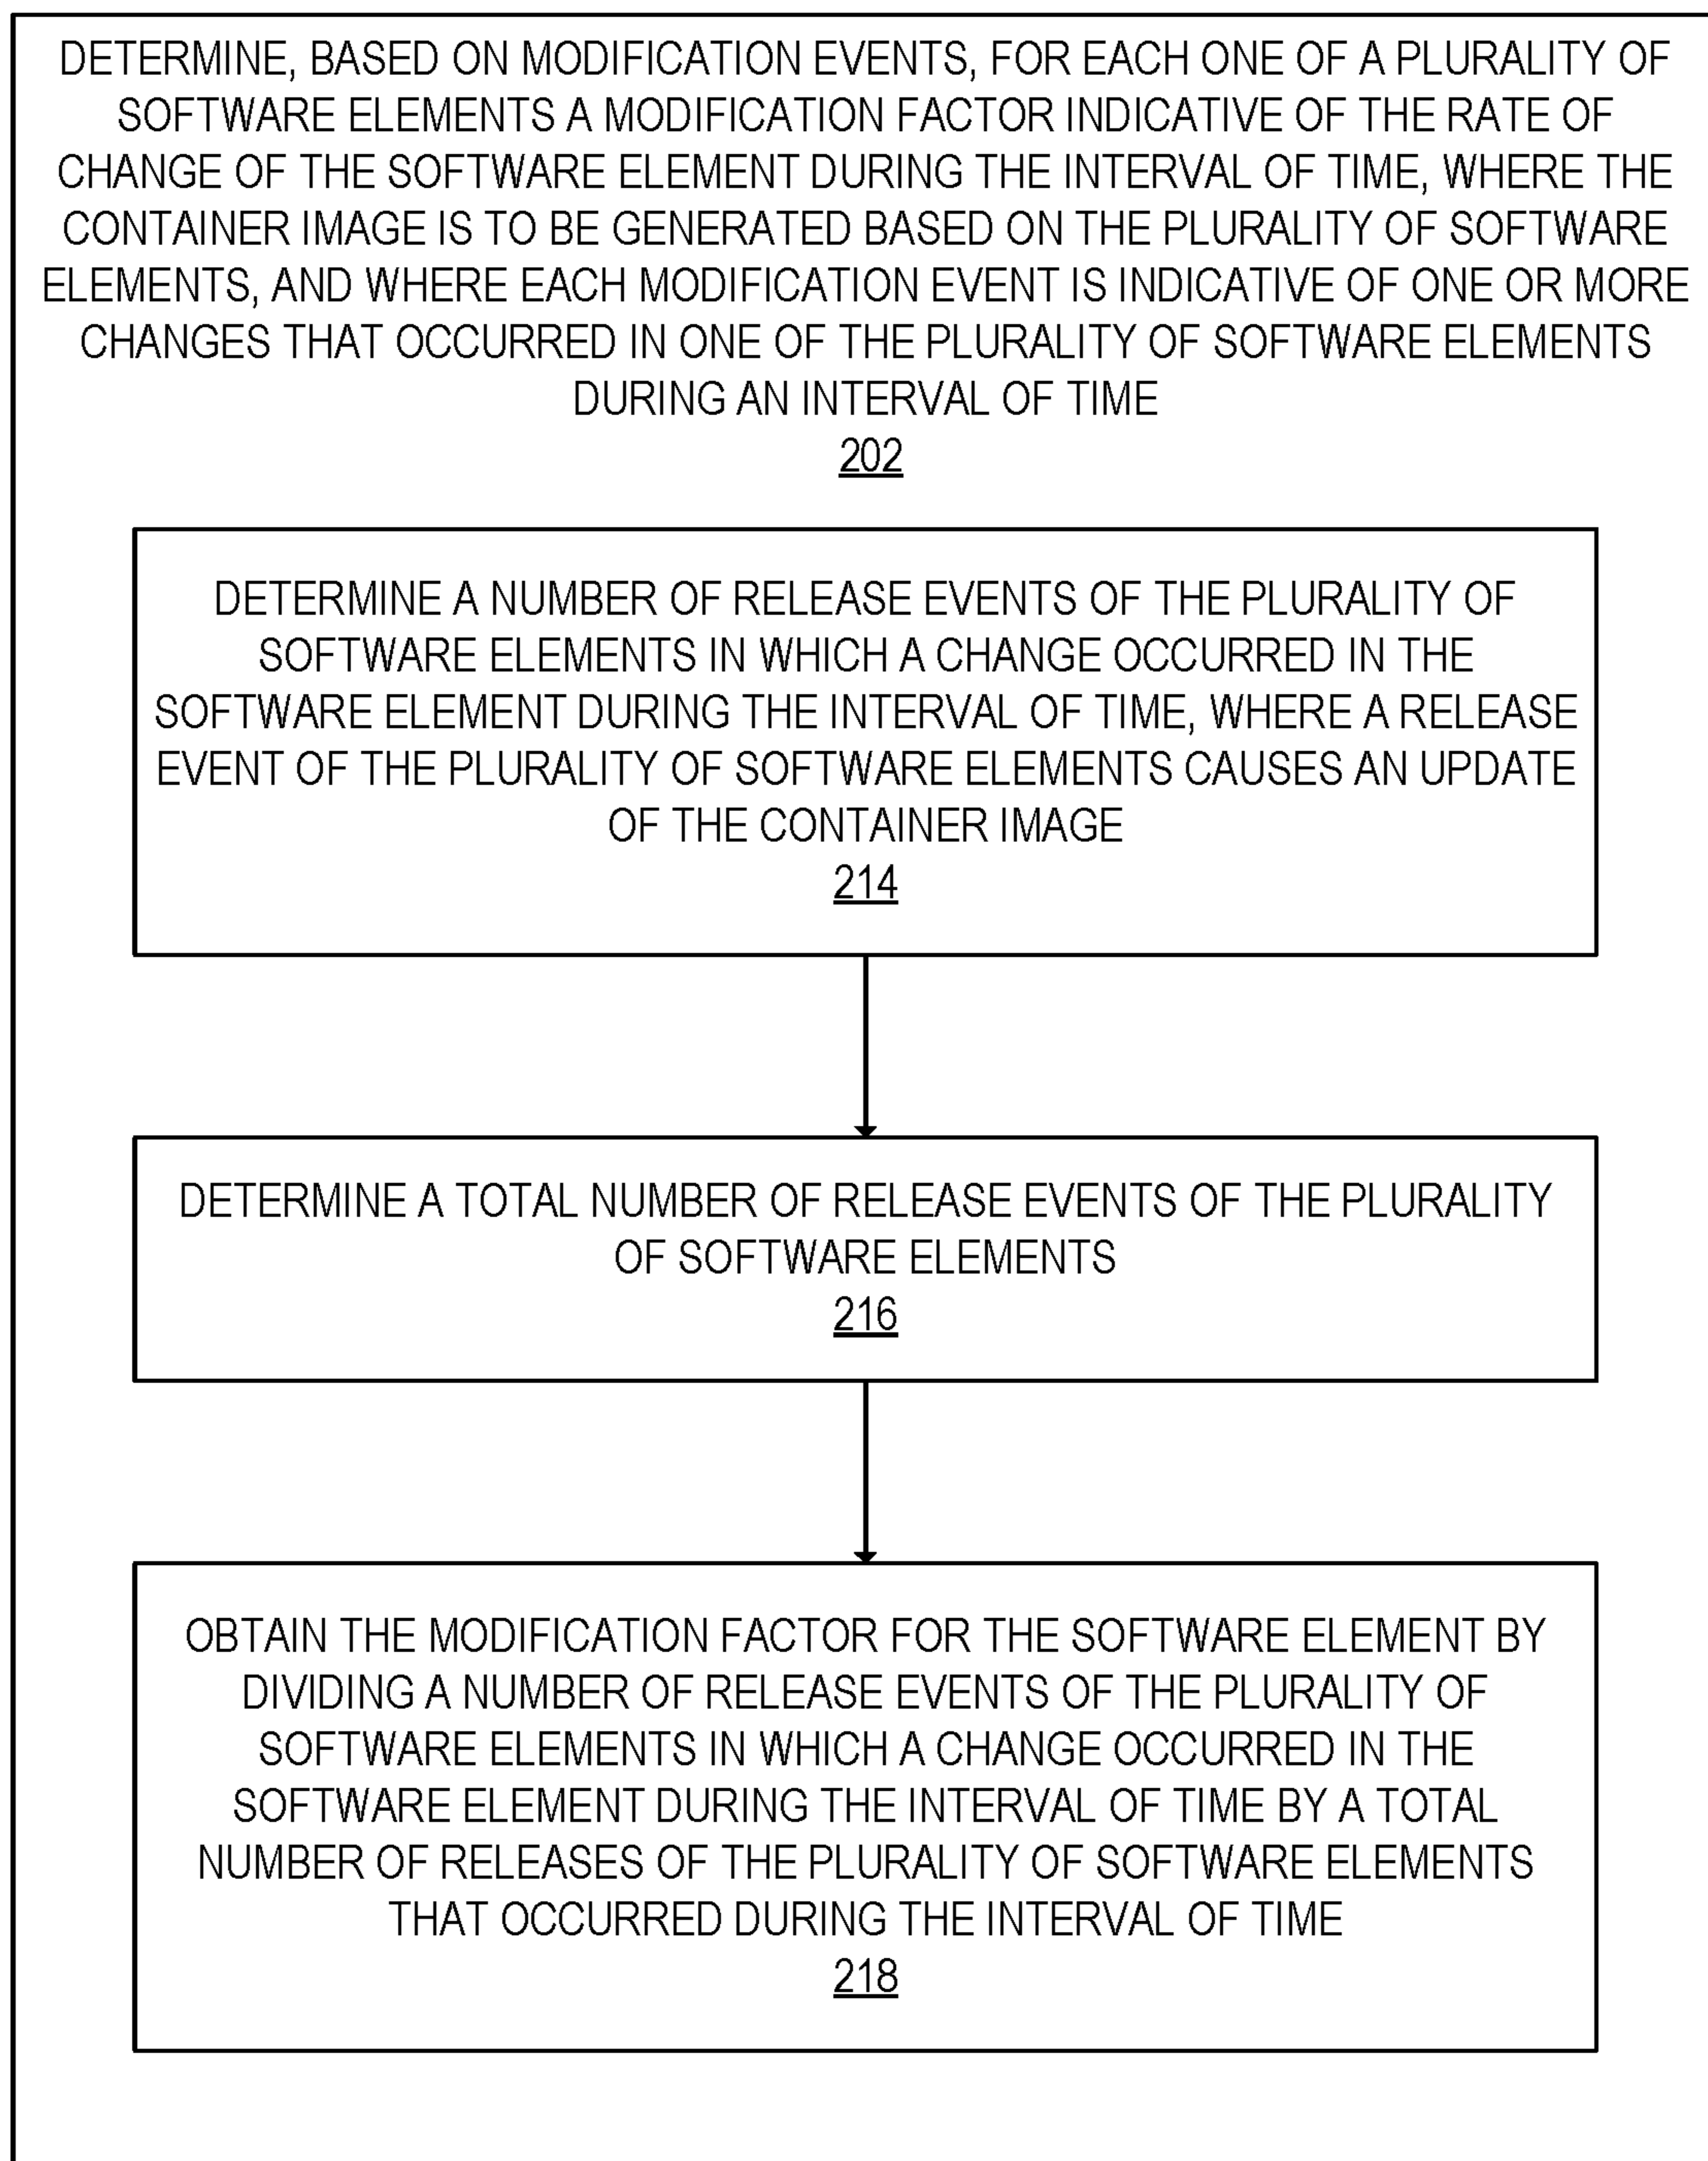 DETERMINE, BASED ON MODIFICATION EVENTS, FOR EACH ONE OF A PLURALITY OF
SOFTWARE ELEMENTS A MODIFICATION FACTOR INDICATIVE OF THE RATE OF
CHANGE OF THE SOFTWARE ELEMENT DURING THE INTERVAL OF TIME, WHERE THE
CONTAINER IMAGE IS TO BE GENERATED BASED ON THE PLURALITY OF SOFTWARE
ELEMENTS, AND WHERE EACH MODIFICATION EVENT IS INDICATIVE OF ONE OR MORE
CHANGES THAT OCCURRED IN ONE OF THE PLURALITY OF SOFTWARE ELEMENTS
DURING AN INTERVAL OF TIME
202
DETERMINE A NUMBER OF RELEASE EVENTS OF THE PLURALITY OF
SOFTWARE ELEMENTS IN WHICH A CHANGE OCCURRED IN THE
SOFTWARE ELEMENT DURING THE INTERVAL OF TIME, WHERE A RELEASE
EVENT OF THE PLURALITY OF SOFTWARE ELEMENTS CAUSES AN UPDATE
OF THE CONTAINER IMAGE
214
DETERMINE A TOTAL NUMBER OF RELEASE EVENTS OF THE PLURALITY
OF SOFTWARE ELEMENTS
216
OBTAIN THE MODIFICATION FACTOR FOR THE SOFTWARE ELEMENT BY
DIVIDING A NUMBER OF RELEASE EVENTS OF THE PLURALITY OF
SOFTWARE ELEMENTS IN WHICH A CHANGE OCCURRED IN THE
SOFTWARE ELEMENT DURING THE INTERVAL OF TIME BY A TOTAL
NUMBER OF RELEASES OF THE PLURALITY OF SOFTWARE ELEMENTS
THAT OCCURRED DURING THE INTERVAL OF TIME
218